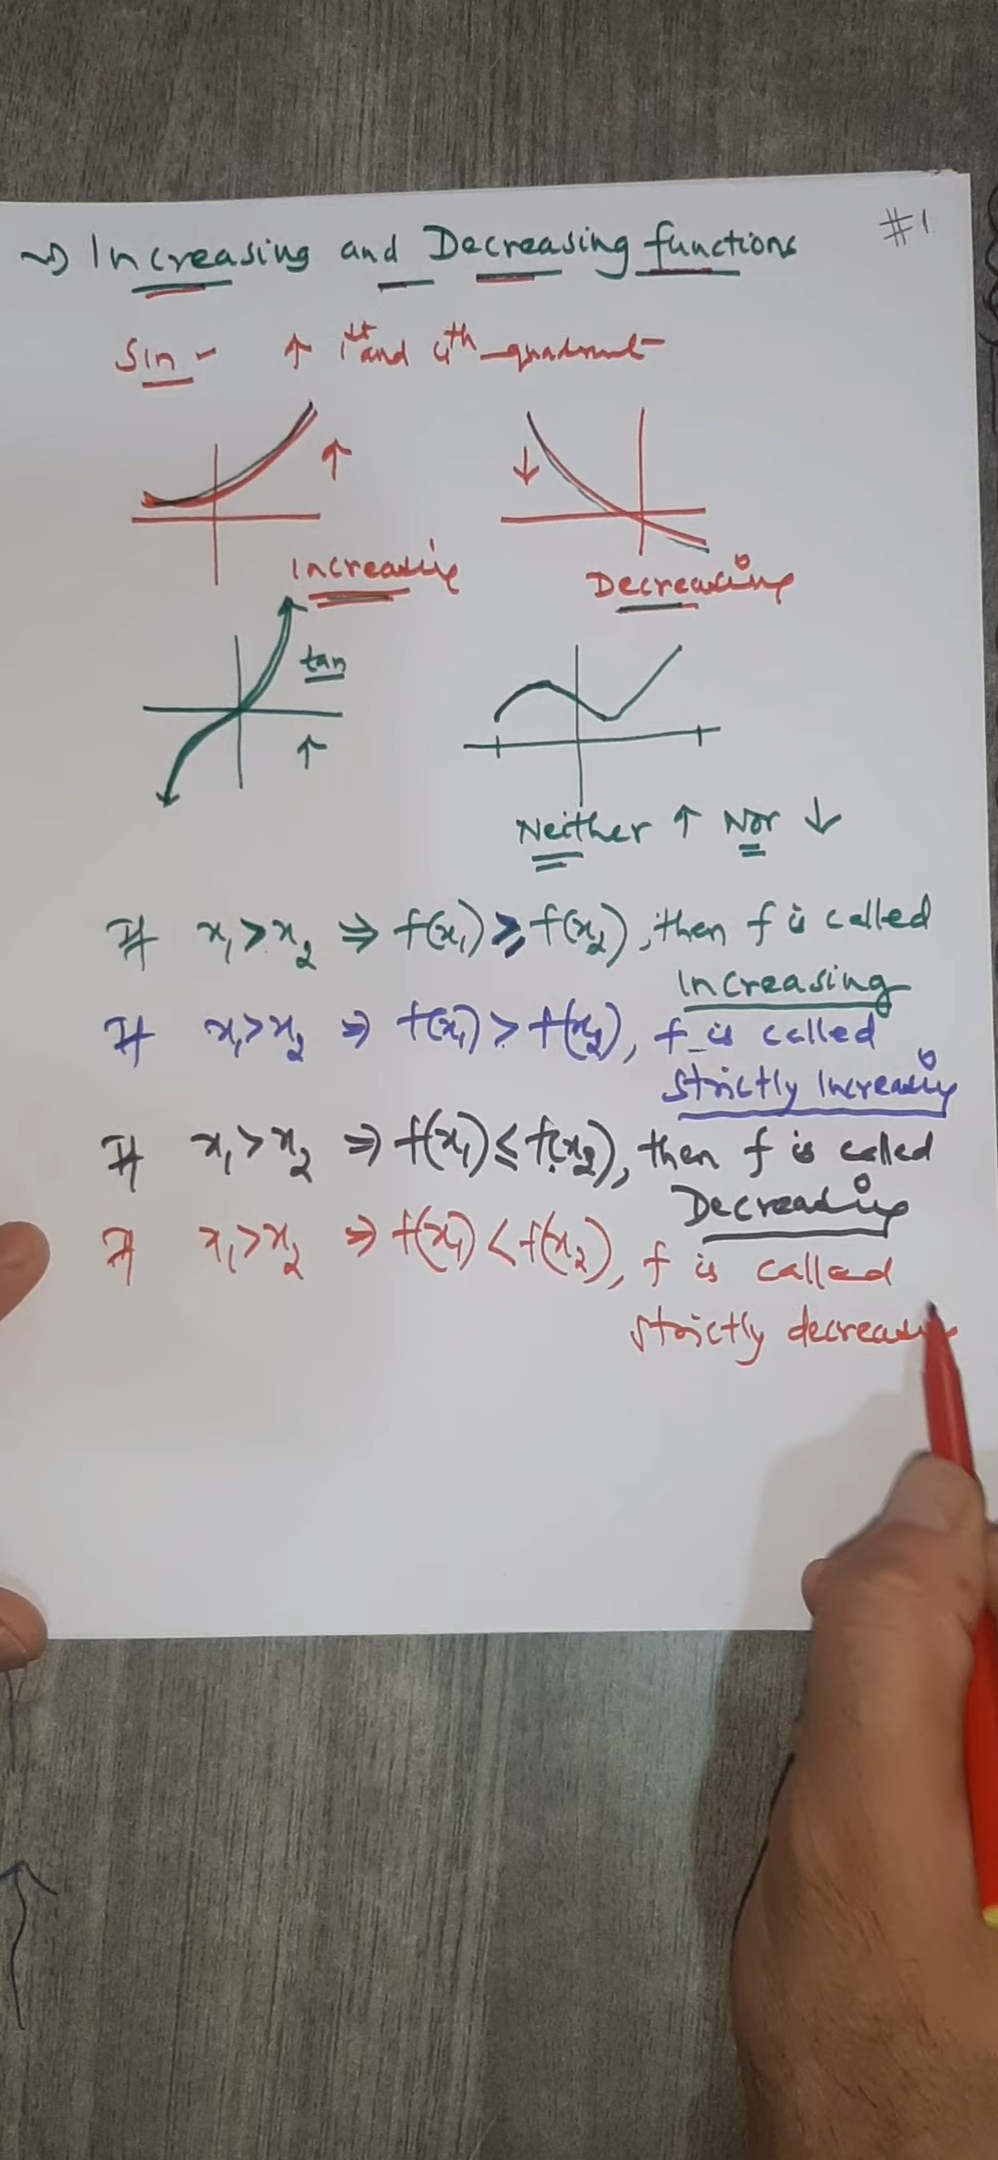 #1
~> Increasing and Decreasing functions
Sin - ↑ 1st and 4th quadrant
↑ ↓
Increasing Decreasing
tan
↑
Neither ↑ Nor ↓
If x₁>x₂ ⇒ f(x₁) ≥ f(x₂), then f is called
Increasing
If x₁>x₂ ⇒ f(x₁) > f(x₂), f is called
Strictly Increasing
If x₁>x₂ ⇒ f(x₁) ≤ f(x₂), then f is called
Decreasing
If x₁>x₂ ⇒ f(x₁) < f(x₂), f is called
strictly decreasing